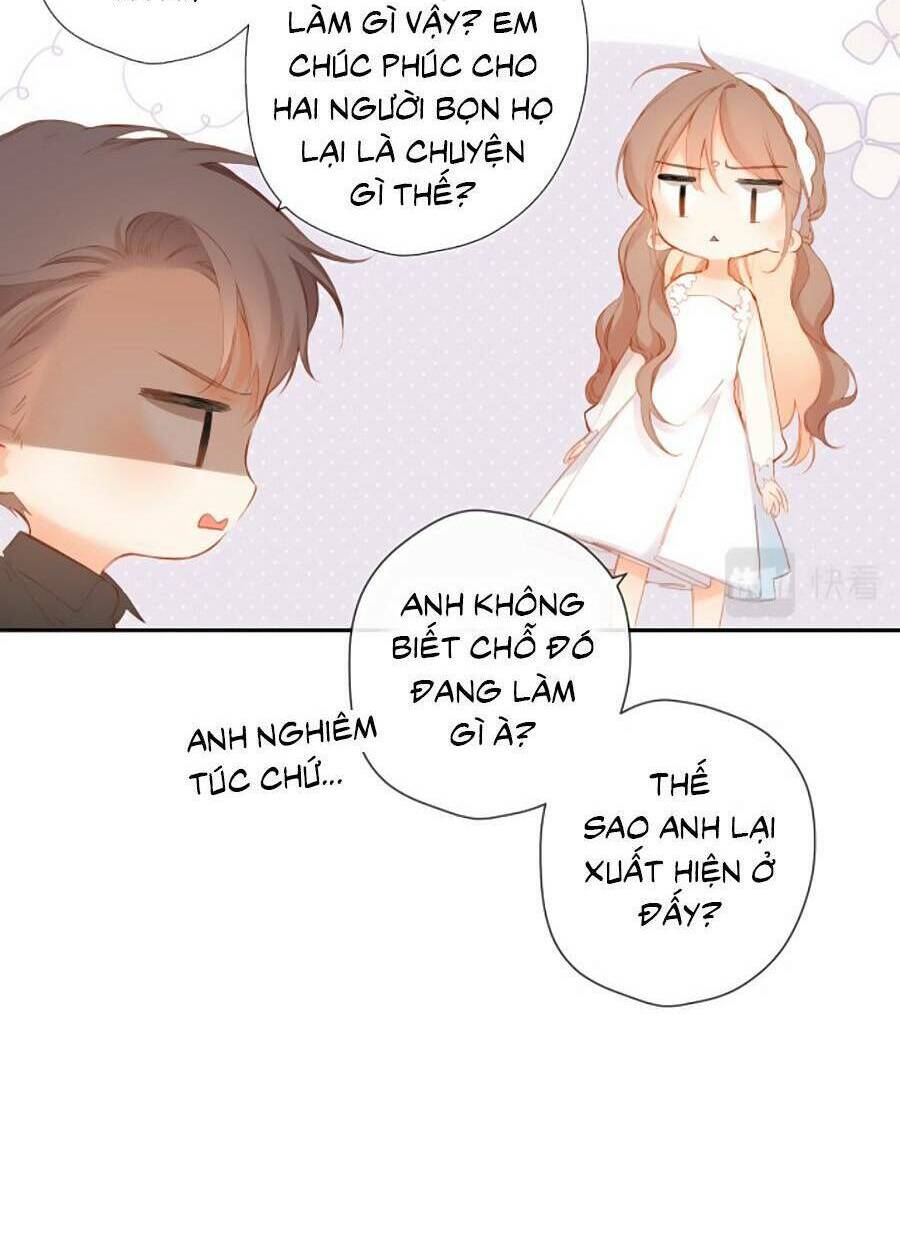 LÀM GÌ VẬY? EM
CHÚC PHÚC CHO
HAI NGƯỜI BỌN HỌ
LẠI LÀ CHUYỆN
GÌ THẾ?
ANH KHÔNG
BIẾT CHỖ ĐÓ
ĐANG LÀM
GÌ À?
ANH NGHIÊM
TÚC CHỨ...
THẾ
SAO ANH LẠI
XUẤT HIỆN Ở
ĐẤY?
快看